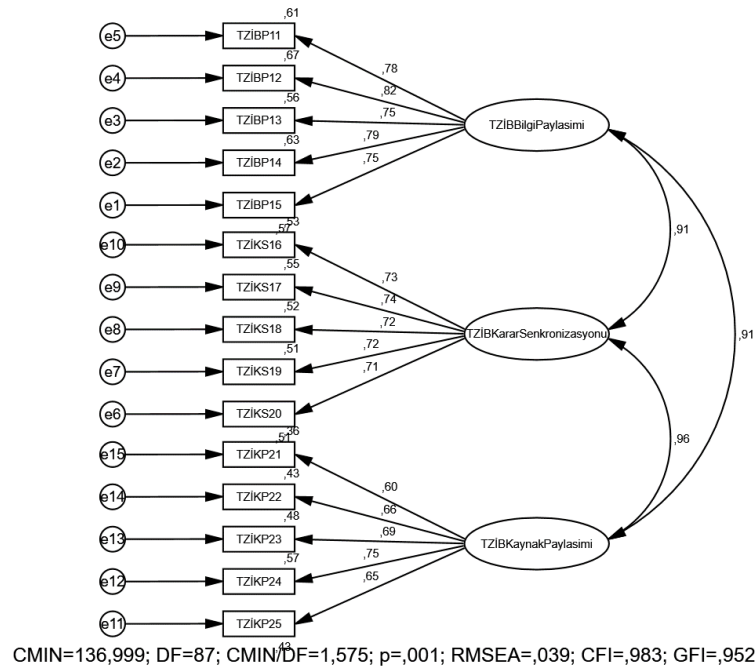 ,61
e5 TZİBP11
,78
,67
e4 TZİBP12
,82
,56
e3 TZİBP13
,75
TZİBBilgiPaylasimi
,63
e2 TZİBP14
,79
,75
e1 TZİBP15
,53
,57
e10 TZİKS16
,91
,55
e9 TZİKS17
,73
,74
,52
e8 TZİKS18
,72
TZİBKararSenkronizasyonu
,91
,51
e7 TZİKS19
,72
,71
e6 TZİKS20
,36
,51
e15 TZİKP21
,96
,43
e14 TZİKP22
,60
,66
,48
e13 TZİKP23
,69
TZİBKaynakPaylasimi
,57
e12 TZİKP24
,75
,65
e11 TZİKP25
,43
CMIN=136,999; DF=87; CMIN/DF=1,575; p=,001; RMSEA=,039; CFI=,983; GFI=,952